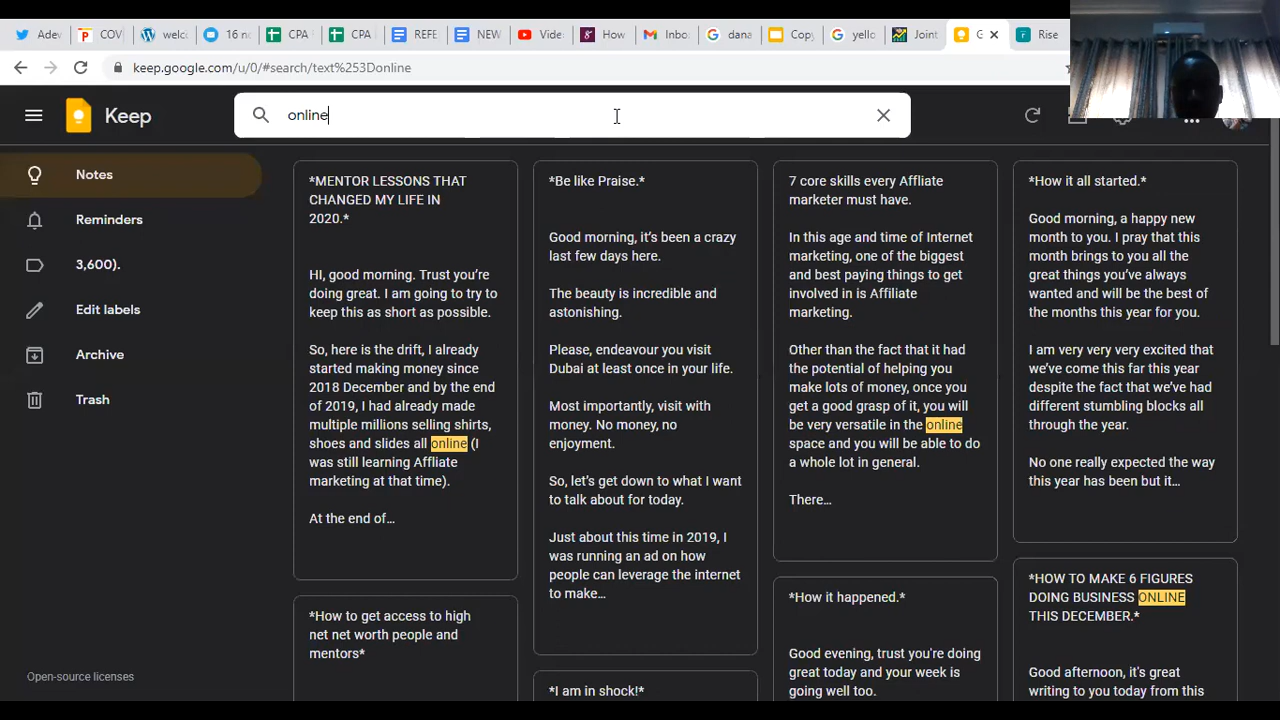 Adev
COV
welco
16 n
CPA
CPA
REFE
NEW
Vide
How
Inbo
dana
Copy
yello
Joint
G
Rise
keep.google.com/u/0/#search/text%253Donline
Keep
online
Notes
Reminders
3,600).
Edit labels
Archive
Trash
Open-source licenses
*MENTOR LESSONS THAT
CHANGED MY LIFE IN
2020.*
HI, good morning. Trust you're
doing great. I am going to try to
keep this as short as possible.
So, here is the drift, I already
started making money since
2018 December and by the end
of 2019, I had already made
multiple millions selling shirts,
shoes and slides all online (I
was still learning Affliate
marketing at that time).
At the end of…
*How to get access to high
net net worth people and
mentors*
*Be like Praise.*
Good morning, it's been a crazy
last few days here.
The beauty is incredible and
astonishing.
Please, endeavour you visit
Dubai at least once in your life.
Most importantly, visit with
money. No money, no
enjoyment.
So, let's get down to what I want
to talk about for today.
Just about this time in 2019, I
was running an ad on how
people can leverage the internet
to make…
*I am in shock!*
7 core skills every Affliate
marketer must have.
In this age and time of Internet
marketing, one of the biggest
and best paying things to get
involved in is Affiliate
marketing.
Other than the fact that it had
the potential of helping you
make lots of money, once you
get a good grasp of it, you will
be very versatile in the online
space and you will be able to do
a whole lot in general.
There…
*How it happened.*
Good evening, trust you're doing
great today and your week is
going well too.
*How it all started.*
Good morning, a happy new
month to you. I pray that this
month brings to you all the
great things you've always
wanted and will be the best of
the months this year for you.
I am very very very excited that
we've come this far this year
despite the fact that we've had
different stumbling blocks all
through the year.
No one really expected the way
this year has been but it…
*HOW TO MAKE 6 FIGURES
DOING BUSINESS ONLINE
THIS DECEMBER.*
Good afternoon, it's great
writing to you today from this